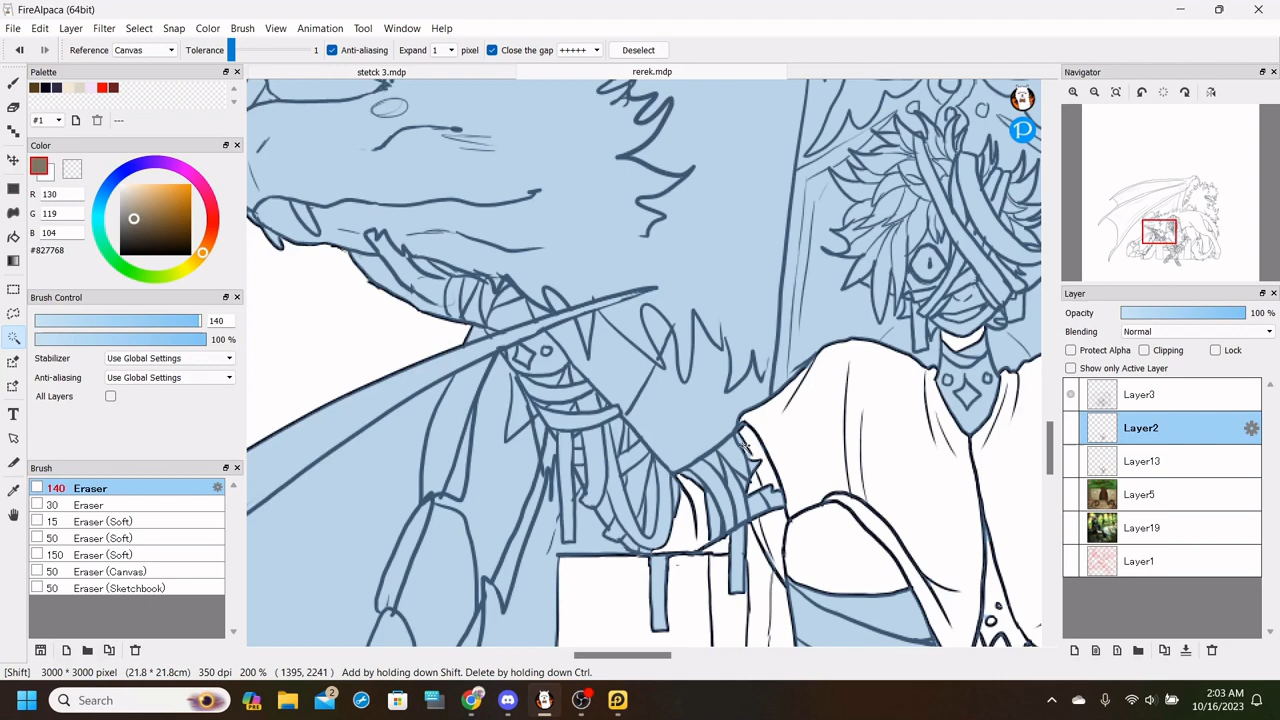 FireAlpaca (64bit)
File Edit Layer Filter Select Snap Color Brush View Animation Tool Window Help
Reference Canvas Tolerance 1 Anti-aliasing Expand 1 pixel Close the gap +++++ Deselect
Palette
stetck 3.mdp
rerek.mdp
Navigator
#1
---
Color
R 130
G 119
B 104
#827768
Brush Control
140
100 %
Stabilizer Use Global Settings
Anti-aliasing Use Global Settings
All Layers
Layer
Opacity 100 %
Blending Normal
Protect Alpha Clipping Lock
Show only Active Layer
Layer3
Layer2
Layer13
Layer5
Layer19
Layer1
Brush
140 Eraser
30 Eraser
15 Eraser (Soft)
50 Eraser (Soft)
150 Eraser (Soft)
50 Eraser (Canvas)
50 Eraser (Sketchbook)
[Shift] 3000 * 3000 pixel (21.8 * 21.8cm) 350 dpi 200 % ( 1395, 2241 ) Add by holding down Shift. Delete by holding down Ctrl.
Search
PRE
2
2:03 AM
10/16/2023